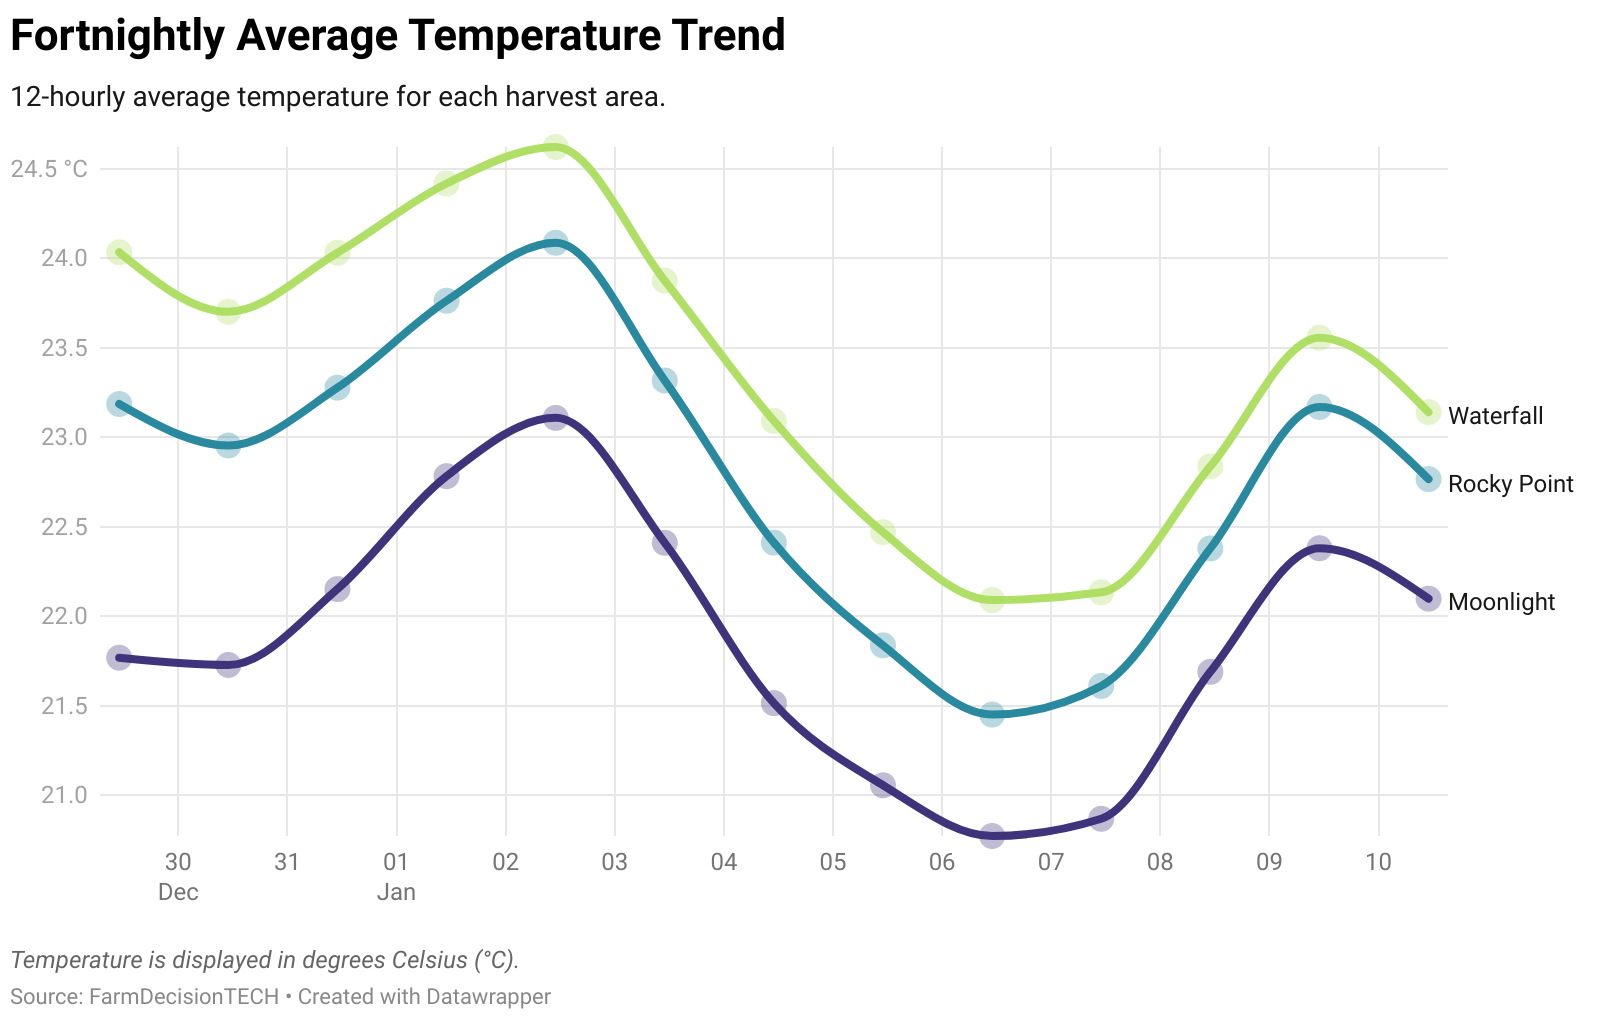 Fortnightly Average Temperature Trend
12-hourly average temperature for each harvest area.
24.5 °C
24.0
23.5
23.0
22.5
22.0
21.5
21.0
Waterfall
Rocky Point
Moonlight
30 31 01 02 03 04 05 06 07 08 09 10
Dec Jan
Temperature is displayed in degrees Celsius (°C).
Source: FarmDecisionTECH • Created with Datawrapper